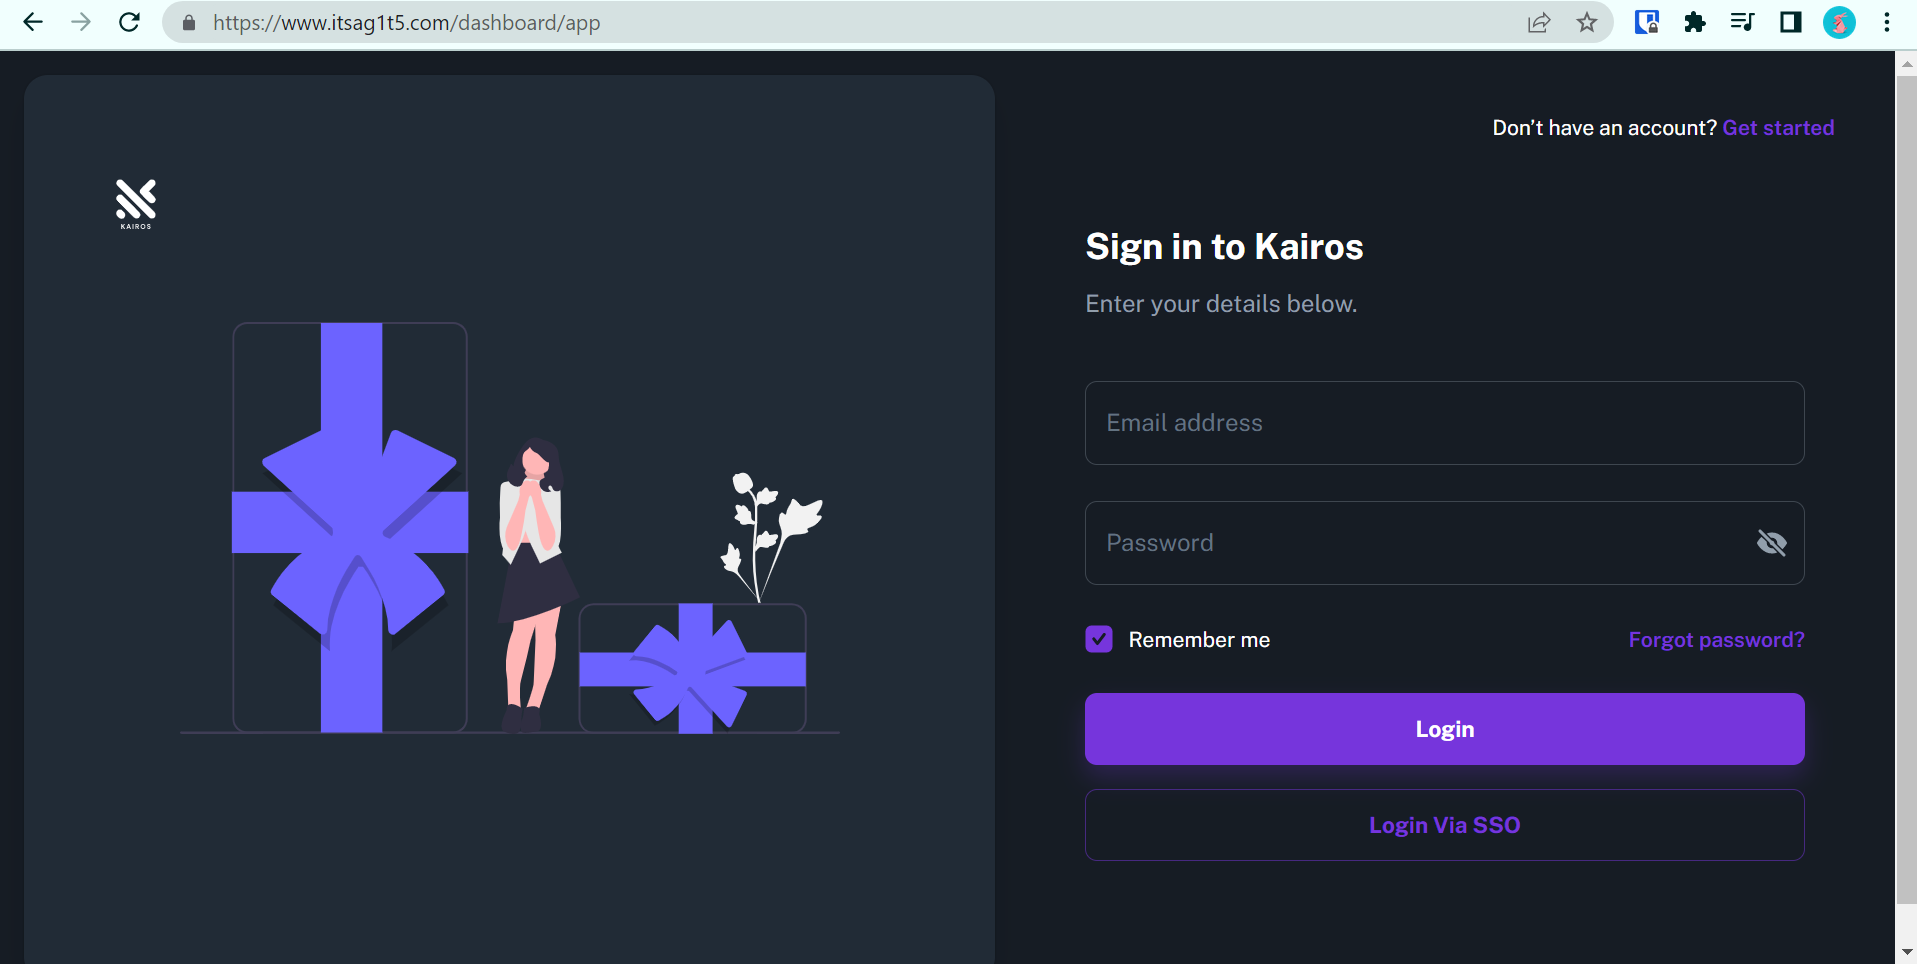 https://www.itsag1t5.com/dashboard/app
Don’t have an account? Get started
KAIROS
Sign in to Kairos
Enter your details below.
Email address
Password
Remember me
Forgot password?
Login
Login Via SSO